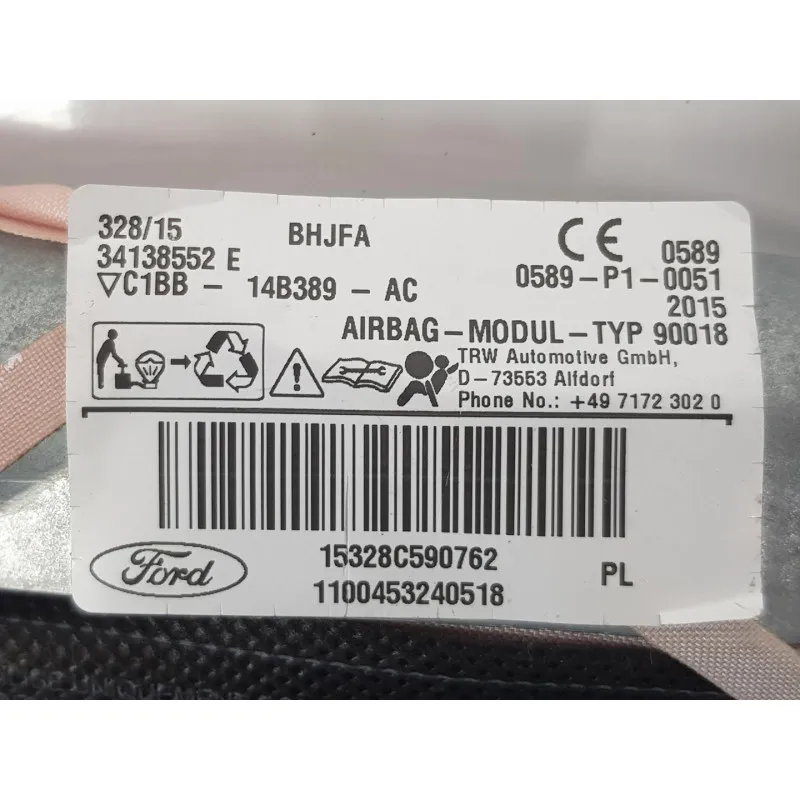 328/15 BHJFA
34138552 E
▽C1BB - 14B389 - AC
CE 0589
0589-P1-0051
2015
AIRBAG-MODUL-TYP 90018
TRW Automotive GmbH,
D-73553 Alfdorf
Phone No.: +49 7172 302 0
15328C590762
1100453240518
PL
Ford
UNIQUEMENT